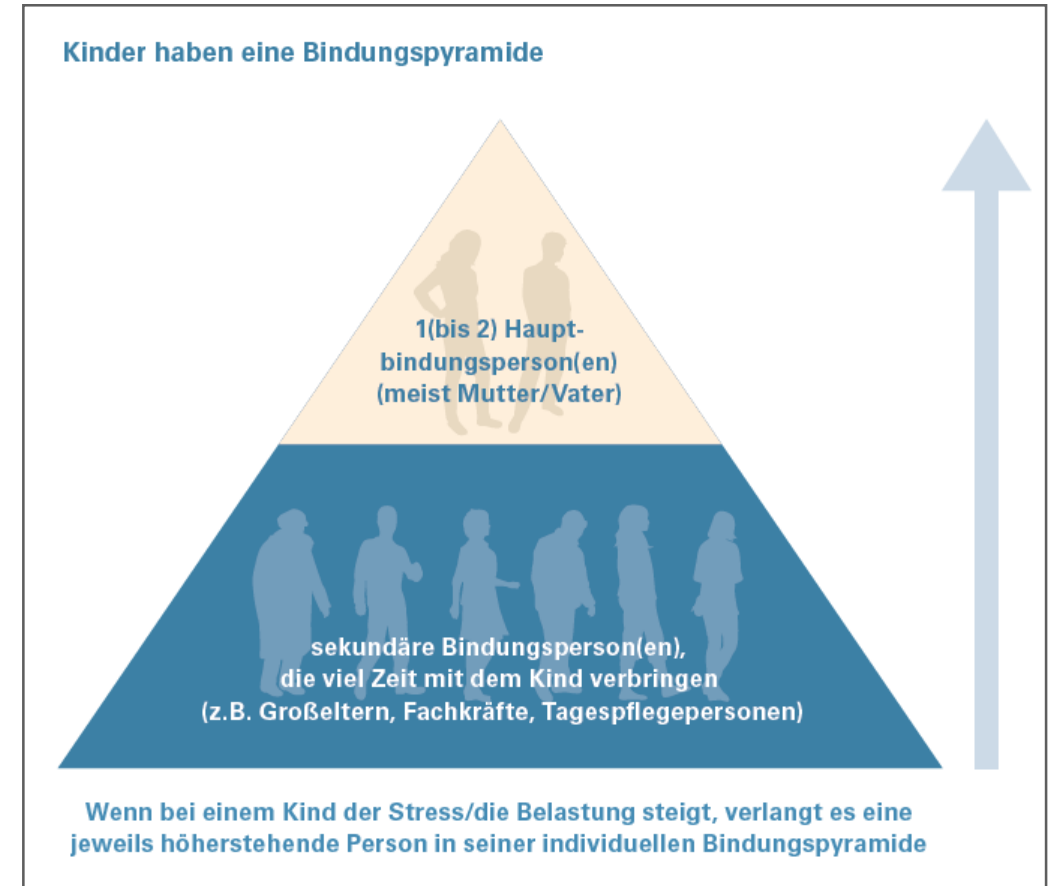 Kinder haben eine Bindungspyramide
1(bis 2) Haupt-
bindungsperson(en)
(meist Mutter/Vater)
sekundäre Bindungsperson(en),
die viel Zeit mit dem Kind verbringen
(z.B. Großeltern, Fachkräfte, Tagespflegepersonen)
Wenn bei einem Kind der Stress/die Belastung steigt, verlangt es eine
jeweils höherstehende Person in seiner individuellen Bindungspyramide